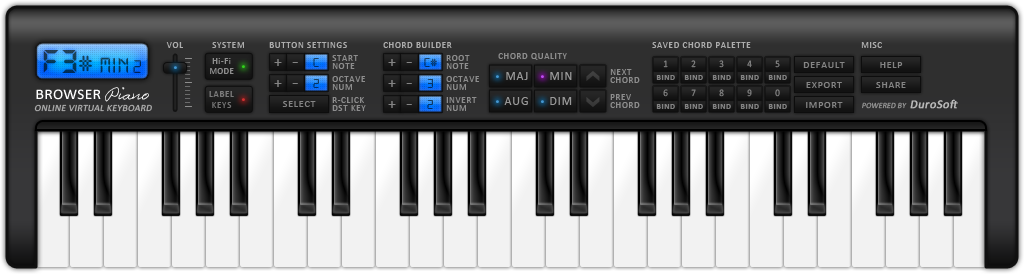 F3# MIN 2
BROWSER Piano
ONLINE VIRTUAL KEYBOARD
VOL
SYSTEM
Hi-Fi
MODE
LABEL
KEYS
BUTTON SETTINGS
+ - C START
NOTE
+ - 2 OCTAVE
NUM
SELECT R-CLICK
DST KEY
CHORD BUILDER
+ - C# ROOT
NOTE
+ - 3 OCTAVE
NUM
+ - 2 INVERT
NUM
CHORD QUALITY
MAJ MIN NEXT
CHORD
AUG DIM PREV
CHORD
SAVED CHORD PALETTE
1 2 3 4 5 DEFAULT
BIND BIND BIND BIND BIND EXPORT
6 7 8 9 0
BIND BIND BIND BIND BIND IMPORT
MISC
HELP
SHARE
POWERED BY DuroSoft